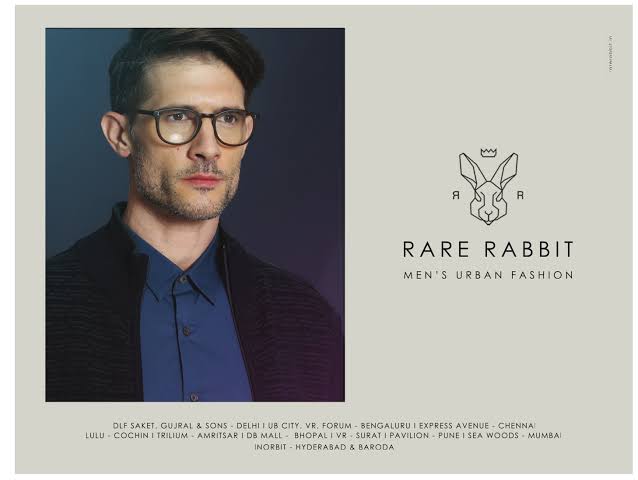 ЯR
RARE RABBIT
MEN'S URBAN FASHION
DLF SAKET, GUJRAL & SONS - DELHI I UB CITY, VR, FORUM - BENGALURU I EXPRESS AVENUE - CHENNAI
LULU - COCHIN I TRILIUM - AMRITSAR I DB MALL - BHOPAL I VR - SURAT I PAVILION - PUNE I SEA WOODS - MUMBAI
INORBIT - HYDERABAD & BARODA